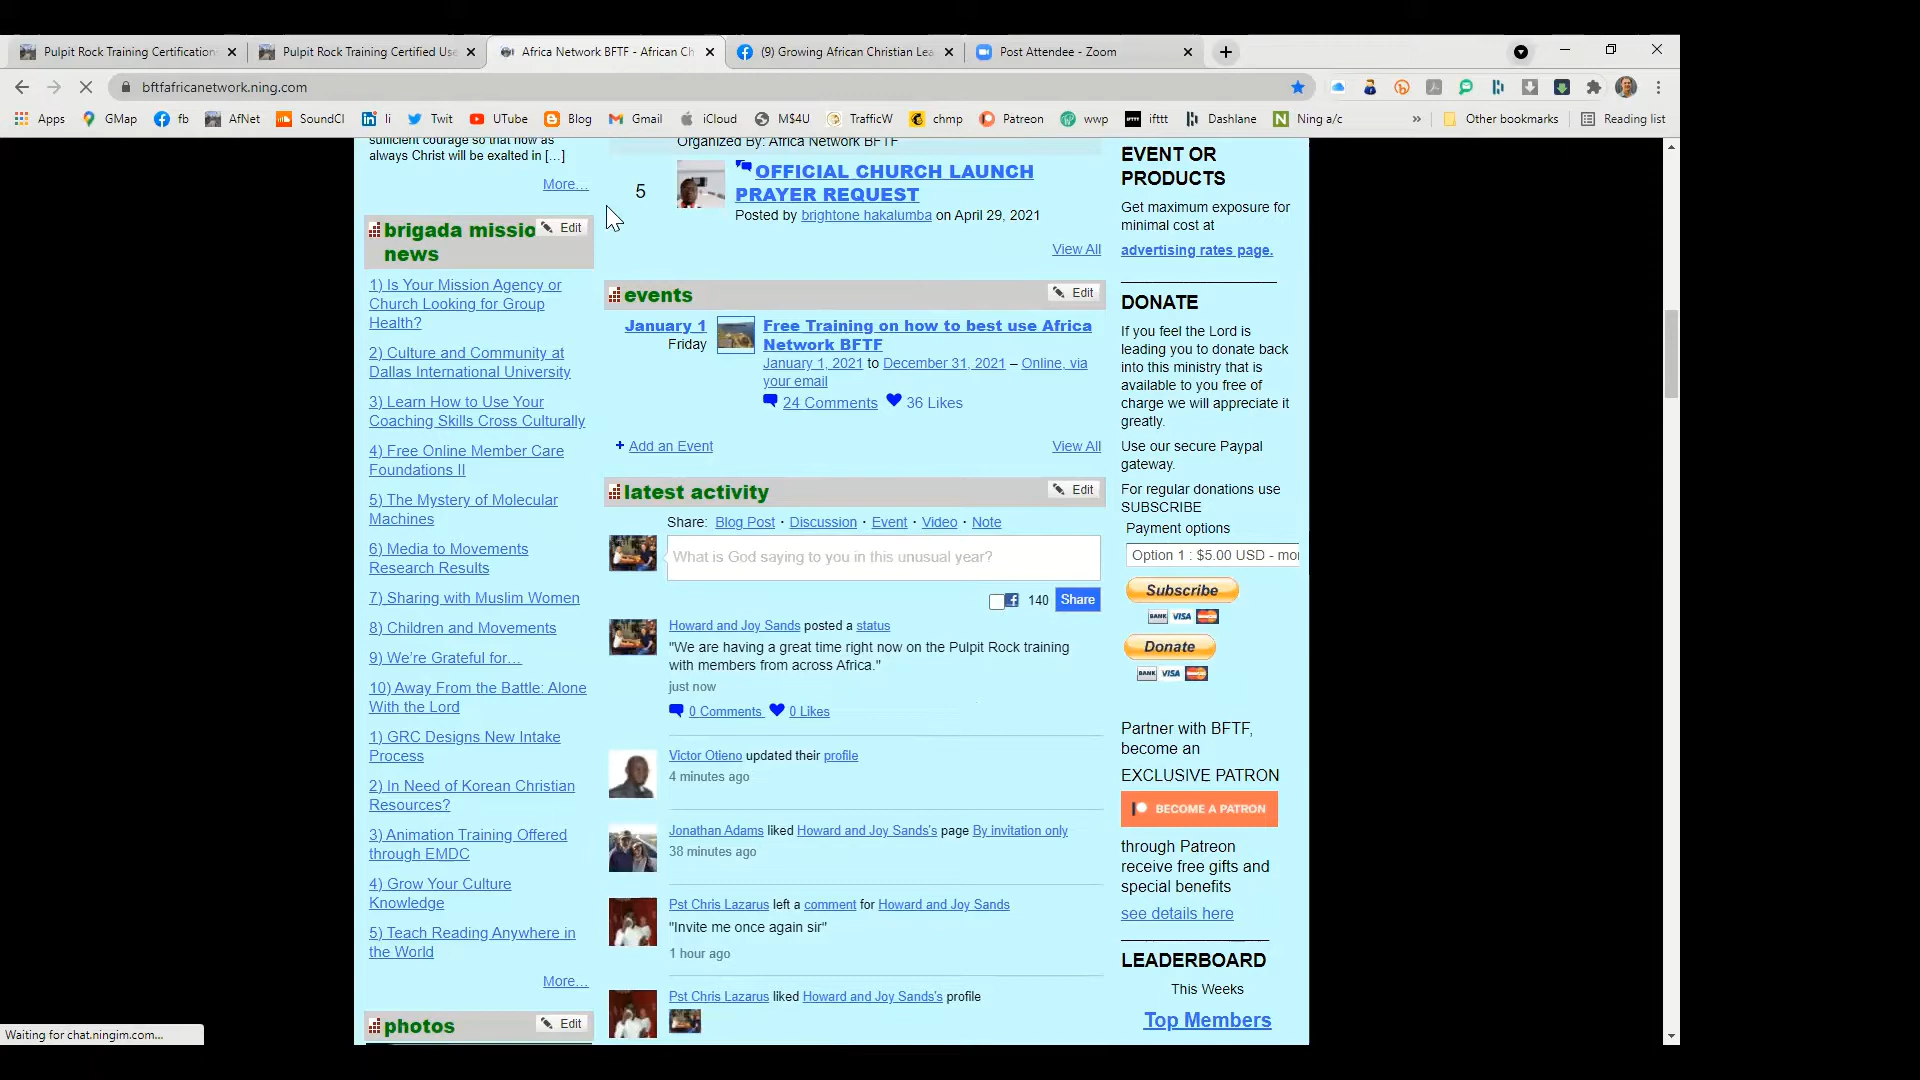 Pulpit Rock Training Certification
Pulpit Rock Training Certified Use
Africa Network BFTF - African Ch
(9) Growing African Christian Lea
Post Attendee - Zoom
bftfafricanetwork.ning.com
Apps
GMap
fb
AfNet
SoundCl
li
Twit
UTube
Blog
Gmail
iCloud
M$4U
TrafficW
chmp
Patreon
wwp
ifttt
Dashlane
Ning a/c
»
Other bookmarks
Reading list
sufficient courage so that now as
always Christ will be exalted in [...]
More...
brigada missio
news
Edit
1) Is Your Mission Agency or
Church Looking for Group
Health?
2) Culture and Community at
Dallas International University
3) Learn How to Use Your
Coaching Skills Cross Culturally
4) Free Online Member Care
Foundations II
5) The Mystery of Molecular
Machines
6) Media to Movements
Research Results
7) Sharing with Muslim Women
8) Children and Movements
9) We're Grateful for...
10) Away From the Battle: Alone
With the Lord
1) GRC Designs New Intake
Process
2) In Need of Korean Christian
Resources?
3) Animation Training Offered
through EMDC
4) Grow Your Culture
Knowledge
5) Teach Reading Anywhere in
the World
More...
photos
Edit
Organized By: Africa Network BFTF
5
OFFICIAL CHURCH LAUNCH
PRAYER REQUEST
Posted by brightone hakalumba on April 29, 2021
View All
events
Edit
January 1
Friday
Free Training on how to best use Africa
Network BFTF
January 1, 2021 to December 31, 2021 – Online, via
your email
24 Comments 36 Likes
+ Add an Event
View All
latest activity
Edit
Share: Blog Post · Discussion · Event · Video · Note
What is God saying to you in this unusual year?
140 Share
Howard and Joy Sands posted a status
"We are having a great time right now on the Pulpit Rock training
with members from across Africa."
just now
0 Comments 0 Likes
Victor Otieno updated their profile
4 minutes ago
Jonathan Adams liked Howard and Joy Sands's page By invitation only
38 minutes ago
Pst Chris Lazarus left a comment for Howard and Joy Sands
"Invite me once again sir"
1 hour ago
Pst Chris Lazarus liked Howard and Joy Sands's profile
EVENT OR
PRODUCTS
Get maximum exposure for
minimal cost at
advertising rates page.
DONATE
If you feel the Lord is
leading you to donate back
into this ministry that is
available to you free of
charge we will appreciate it
greatly.
Use our secure Paypal
gateway.
For regular donations use
SUBSCRIBE
Payment options
Option 1 : $5.00 USD - mon
Subscribe
BANK VISA
Donate
BANK VISA
Partner with BFTF,
become an
EXCLUSIVE PATRON
BECOME A PATRON
through Patreon
receive free gifts and
special benefits
see details here
LEADERBOARD
This Weeks
Top Members
Waiting for chat.ningim.com...